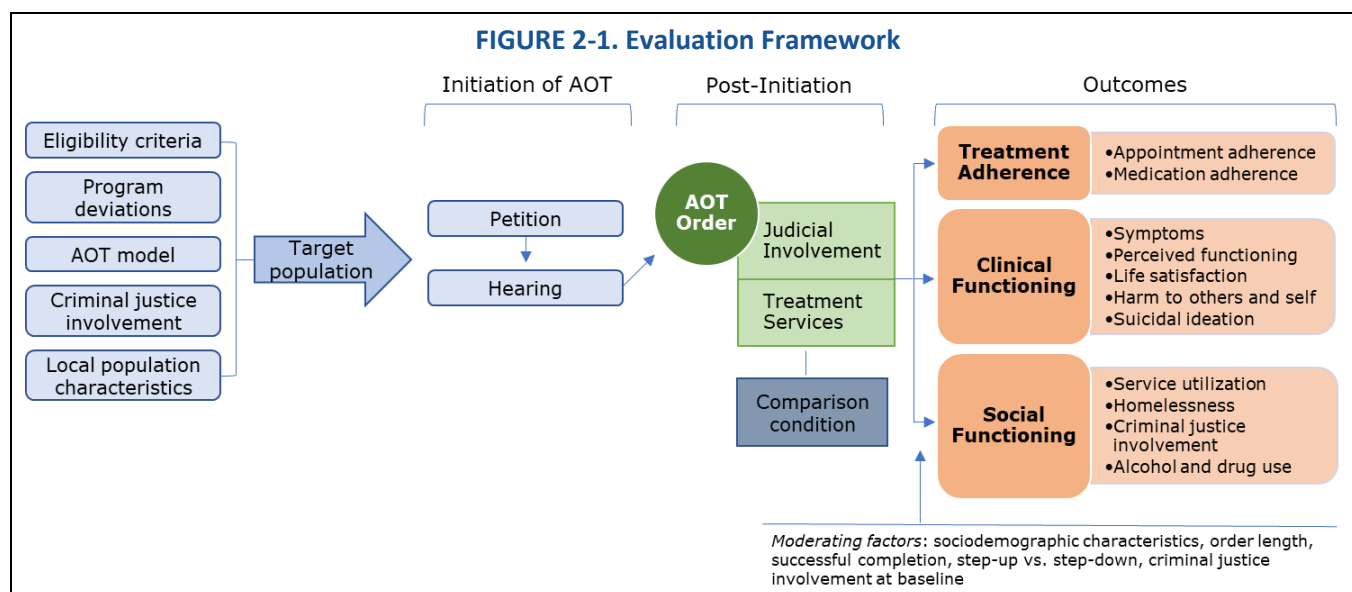 FIGURE 2-1. Evaluation Framework
Initiation of AOT
Post-Initiation
Outcomes
Eligibility criteria
Program
deviations
AOT model
Criminal justice
involvement
Local population
characteristics
Target
population
Petition
Hearing
AOT
Order
Judicial
Involvement
Treatment
Services
Comparison
condition
Treatment
Adherence
•Appointment adherence
•Medication adherence
Clinical
Functioning
•Symptoms
•Perceived functioning
•Life satisfaction
•Harm to others and self
•Suicidal ideation
Social
Functioning
•Service utilization
•Homelessness
•Criminal justice
involvement
•Alcohol and drug use
Moderating factors: sociodemographic characteristics, order length,
successful completion, step-up vs. step-down, criminal justice
involvement at baseline